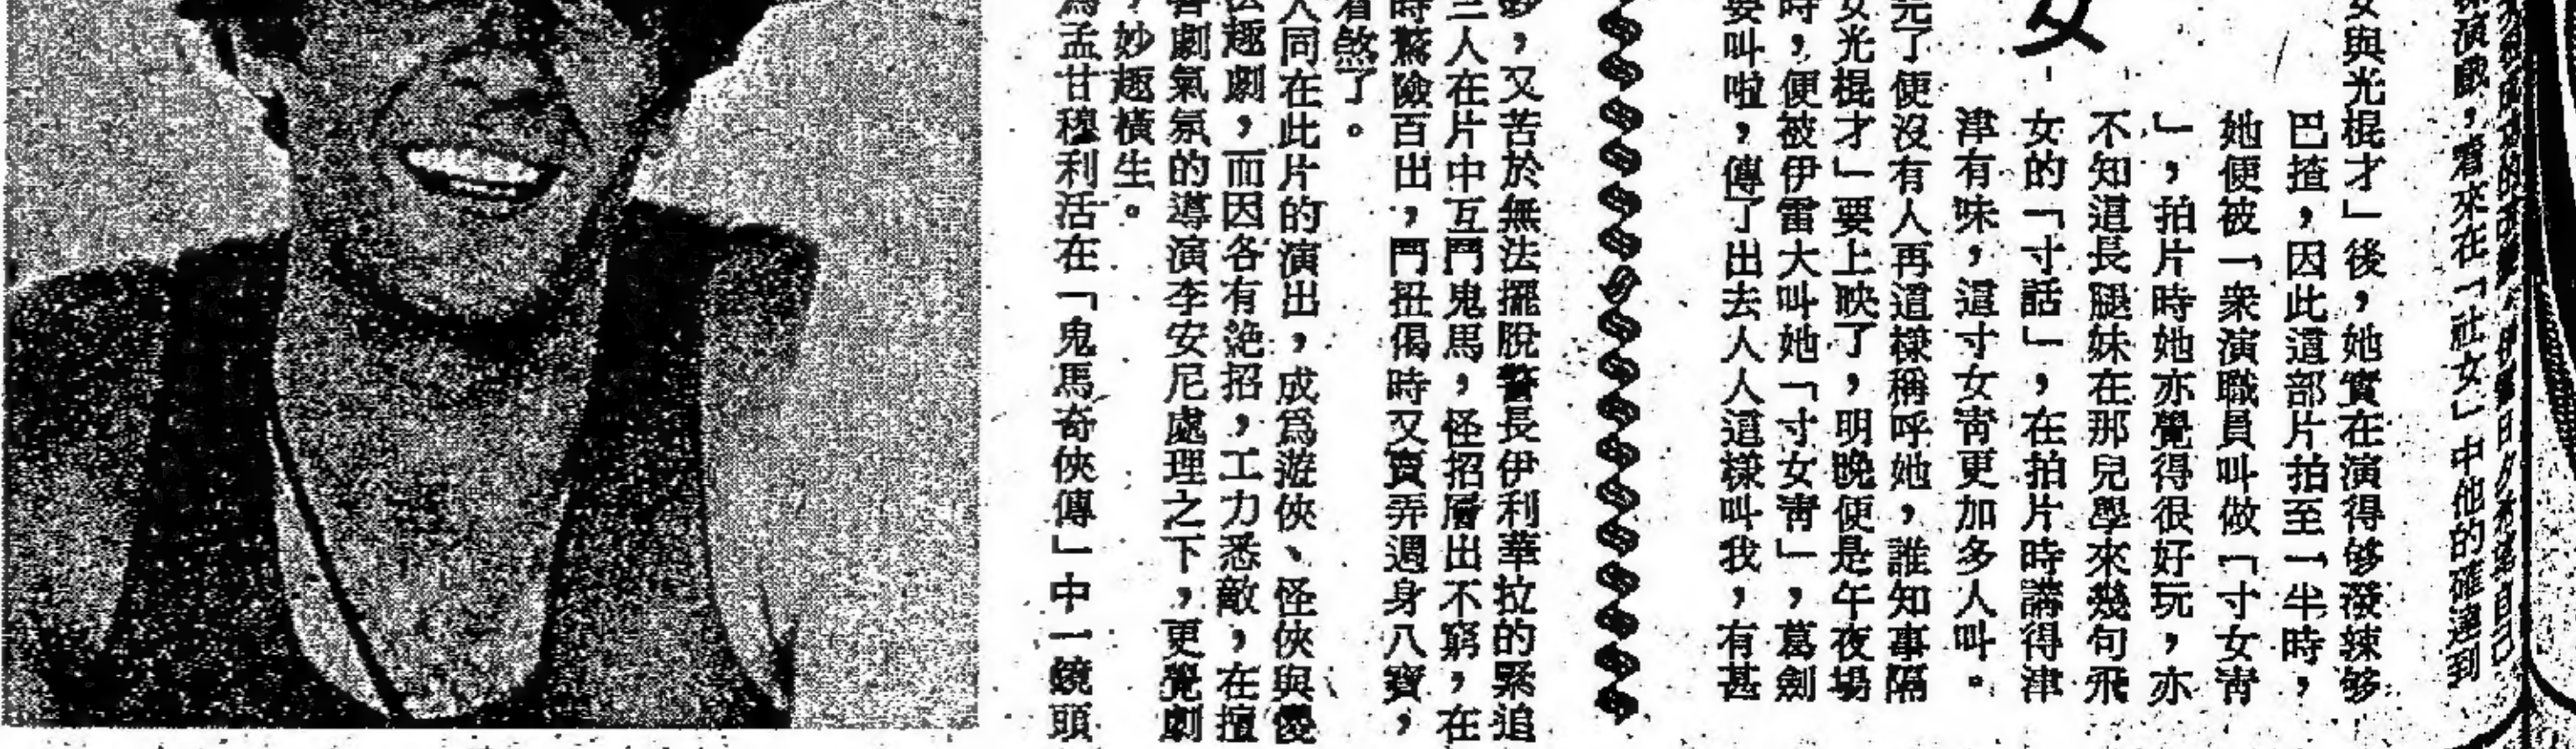 女與光棍才」後，她實在演得够潑辣够
巴揸，因此這部片拍至一半時，
她便被「衆演職員叫做「寸女靑
」，拍片時她亦覺得很好玩，亦
不知道長腿妹在那兒學來幾句飛
女的「寸話」，在拍片時講得津
津有味，這寸女靑更加多人叫。
女
完了便沒有人再這樣稱呼她，誰知事隔
女光棍才」要上映了，明晚便是午夜場
時，便被伊雷大叫她「寸女靑」，葛劍
要叫啦，傳了出去人人這樣叫我，有甚
妙，又苦於無法擺脫警長伊利華拉的緊追
三人在片中互鬥鬼馬，怪招層出不窮，在
時驚險百出，鬥扭偈時又賣弄週身八寶，
看煞了。
人同在此片的演出，成爲遊俠、怪俠與優
趣劇，而因各有絶招，工力悉敵，在擅
喜劇氣氛的導演李安尼處理之下，更覺劇
，妙趣橫生。
爲孟甘穆利活在「鬼馬奇俠傳」中一鏡頭
演戲，看來在「社女」中他的確達到